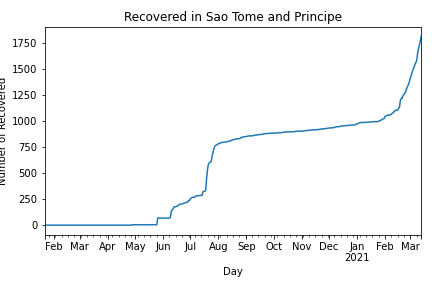 Recovered in Sao Tome and Principe
Number of Recovered
1750
1500
1250
1000
750
500
250
0
Feb Mar Apr May Jun Jul Aug Sep Oct Nov Dec Jan Feb Mar
2021
Day